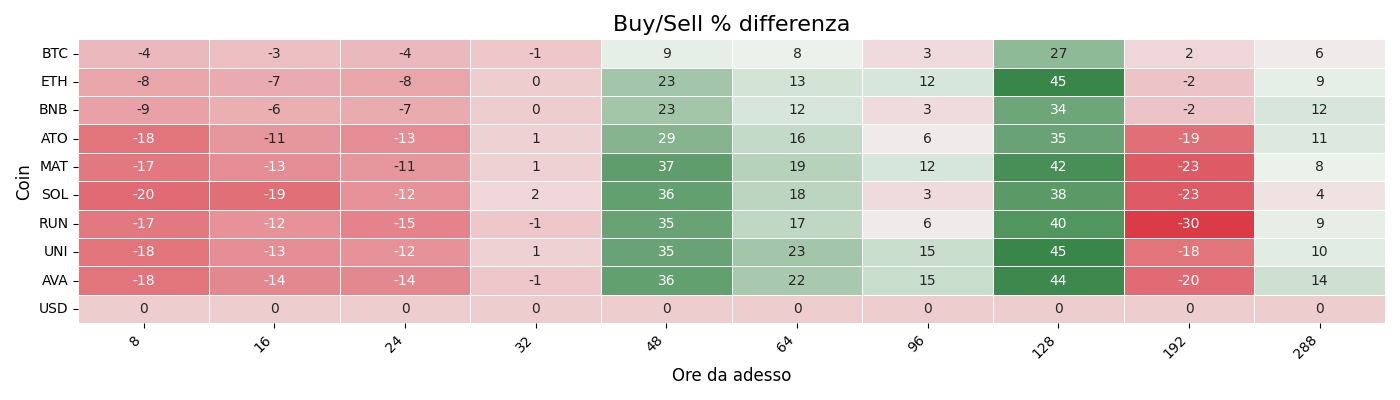 Buy/Sell % differenza
Coin
BTC -4 -3 -4 -1 9 8 3 27 2 6
ETH -8 -7 -8 0 23 13 12 45 -2 9
BNB -9 -6 -7 0 23 12 3 34 -2 12
ATO -18 -11 -13 1 29 16 6 35 -19 11
MAT -17 -13 -11 1 37 19 12 42 -23 8
SOL -20 -19 -12 2 36 18 3 38 -23 4
RUN -17 -12 -15 -1 35 17 6 40 -30 9
UNI -18 -13 -12 1 35 23 15 45 -18 10
AVA -18 -14 -14 -1 36 22 15 44 -20 14
USD 0 0 0 0 0 0 0 0 0 0
8 16 24 32 48 64 96 128 192 288
Ore da adesso